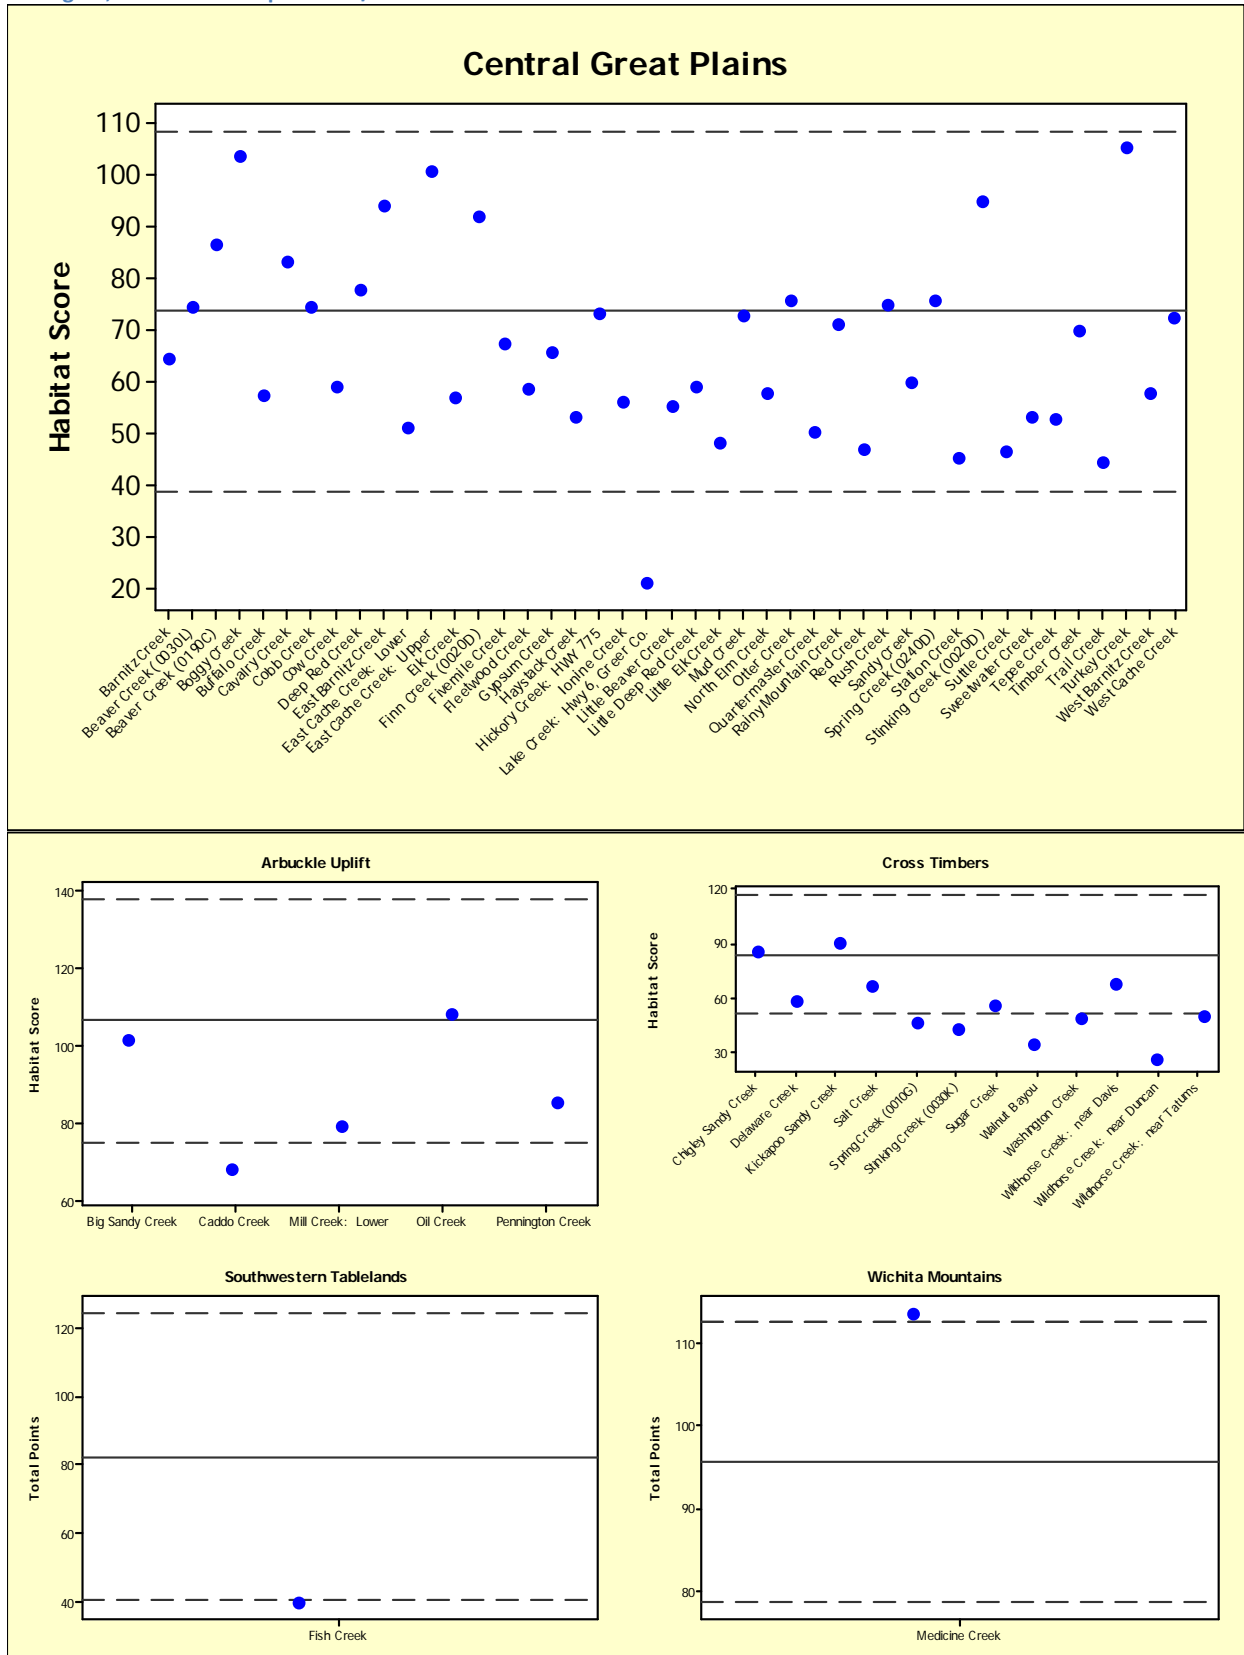 Central Great Plains
Habitat Score
110
100
90
80
70
60
50
40
30
20
Barnitz Creek
Beaver Creek (0030L)
Beaver Creek (0190C)
Boggy Creek
Buffalo Creek
Cavalry Creek
Cobb Creek
Cow Creek
Deep Red Creek
East Barnitz Creek
East Cache Creek: Lower
East Cache Creek: Upper
Elk Creek
Finn Creek (0020D)
Fivemile Creek
Fleetwood Creek
Gypsum Creek
Haystack Creek
Hickory Creek: HWY 775
Ionine Creek
Lake Creek: Hwy 6, Greer Co.
Little Beaver Creek
Little Deep Red Creek
Little Elk Creek
Mud Creek
North Elm Creek
Otter Creek
Quartermaster Creek
Rainy Mountain Creek
Red Creek
Rush Creek
Sandy Creek
Spring Creek (0240D)
Station Creek
Stinking Creek (0020D)
Suttle Creek
Sweetwater Creek
Tepee Creek
Timber Creek
Trail Creek
Turkey Creek
West Barnitz Creek
West Cache Creek
Arbuckle Uplift
Habitat Score
140
120
100
80
60
Big Sandy Creek
Caddo Creek
Mill Creek: Lower
Oil Creek
Pennington Creek
Cross Timbers
Habitat Score
120
90
60
30
Chigley Sandy Creek
Delaware Creek
Kickapoo Sandy Creek
Salt Creek
Spring Creek (0010G)
Stinking Creek (0030K)
Sugar Creek
Walnut Bayou
Washington Creek
Wildhorse Creek: near Davis
Wildhorse Creek: near Duncan
Wildhorse Creek: near Tatums
Southwestern Tablelands
Total Points
120
100
80
60
40
Fish Creek
Wichita Mountains
Total Points
110
100
90
80
Medicine Creek